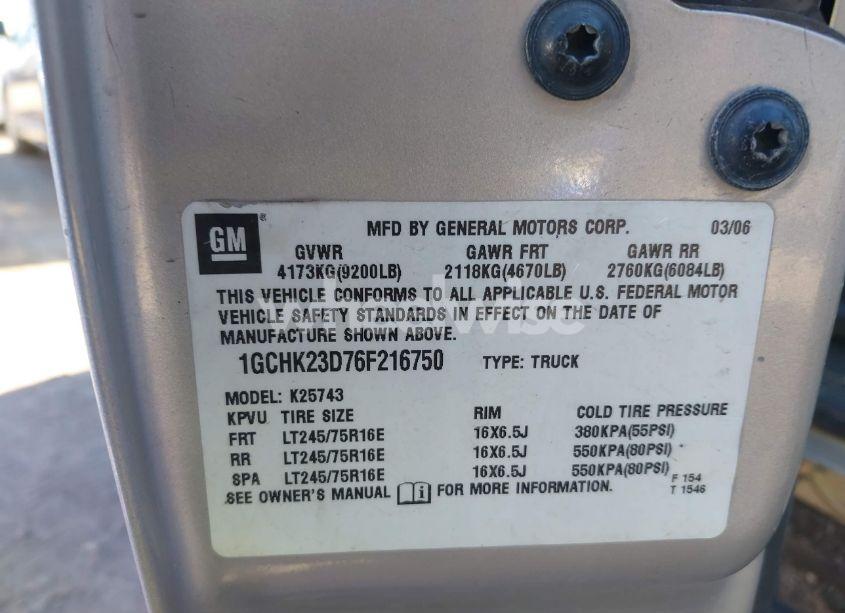 GM ®
MFD BY GENERAL MOTORS CORP. 03/06
GVWR GAWR FRT GAWR RR
4173KG(9200LB) 2118KG(4670LB) 2760KG(6084LB)
THIS VEHICLE CONFORMS TO ALL APPLICABLE U.S. FEDERAL MOTOR
VEHICLE SAFETY STANDARDS IN EFFECT ON THE DATE OF
MANUFACTURE SHOWN ABOVE.
1GCHK23D76F216750 TYPE: TRUCK
MODEL: K25743
KPVU TIRE SIZE RIM COLD TIRE PRESSURE
FRT LT245/75R16E 16X6.5J 380KPA(55PSI)
RR LT245/75R16E 16X6.5J 550KPA(80PSI)
SPA LT245/75R16E 16X6.5J 550KPA(80PSI)
SEE OWNER'S MANUAL FOR MORE INFORMATION.
F 154
T 1546